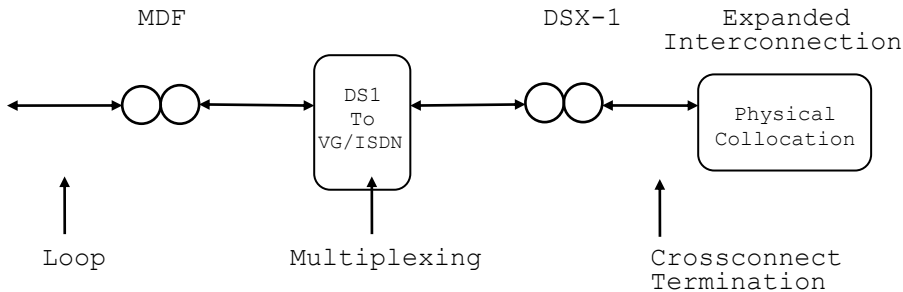 MDF
DSX-1
Expanded
Interconnection
DS1
To
VG/ISDN
Physical
Collocation
Loop
Multiplexing
Crossconnect
Termination